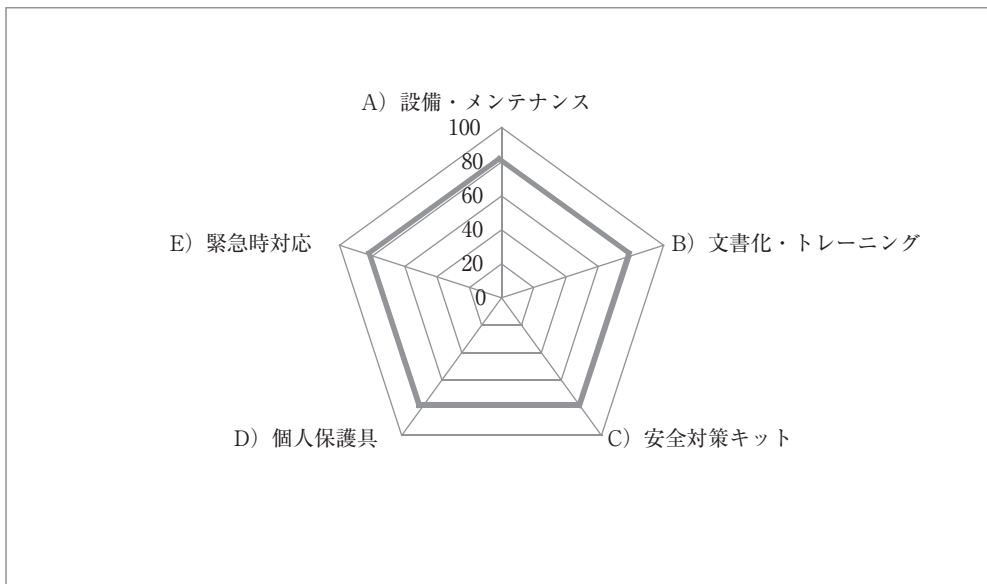 A）設備・メンテナンス
100
80
60
40
20
0
E）緊急時対応
B）文書化・トレーニング
D）個人保護具
C）安全対策キット